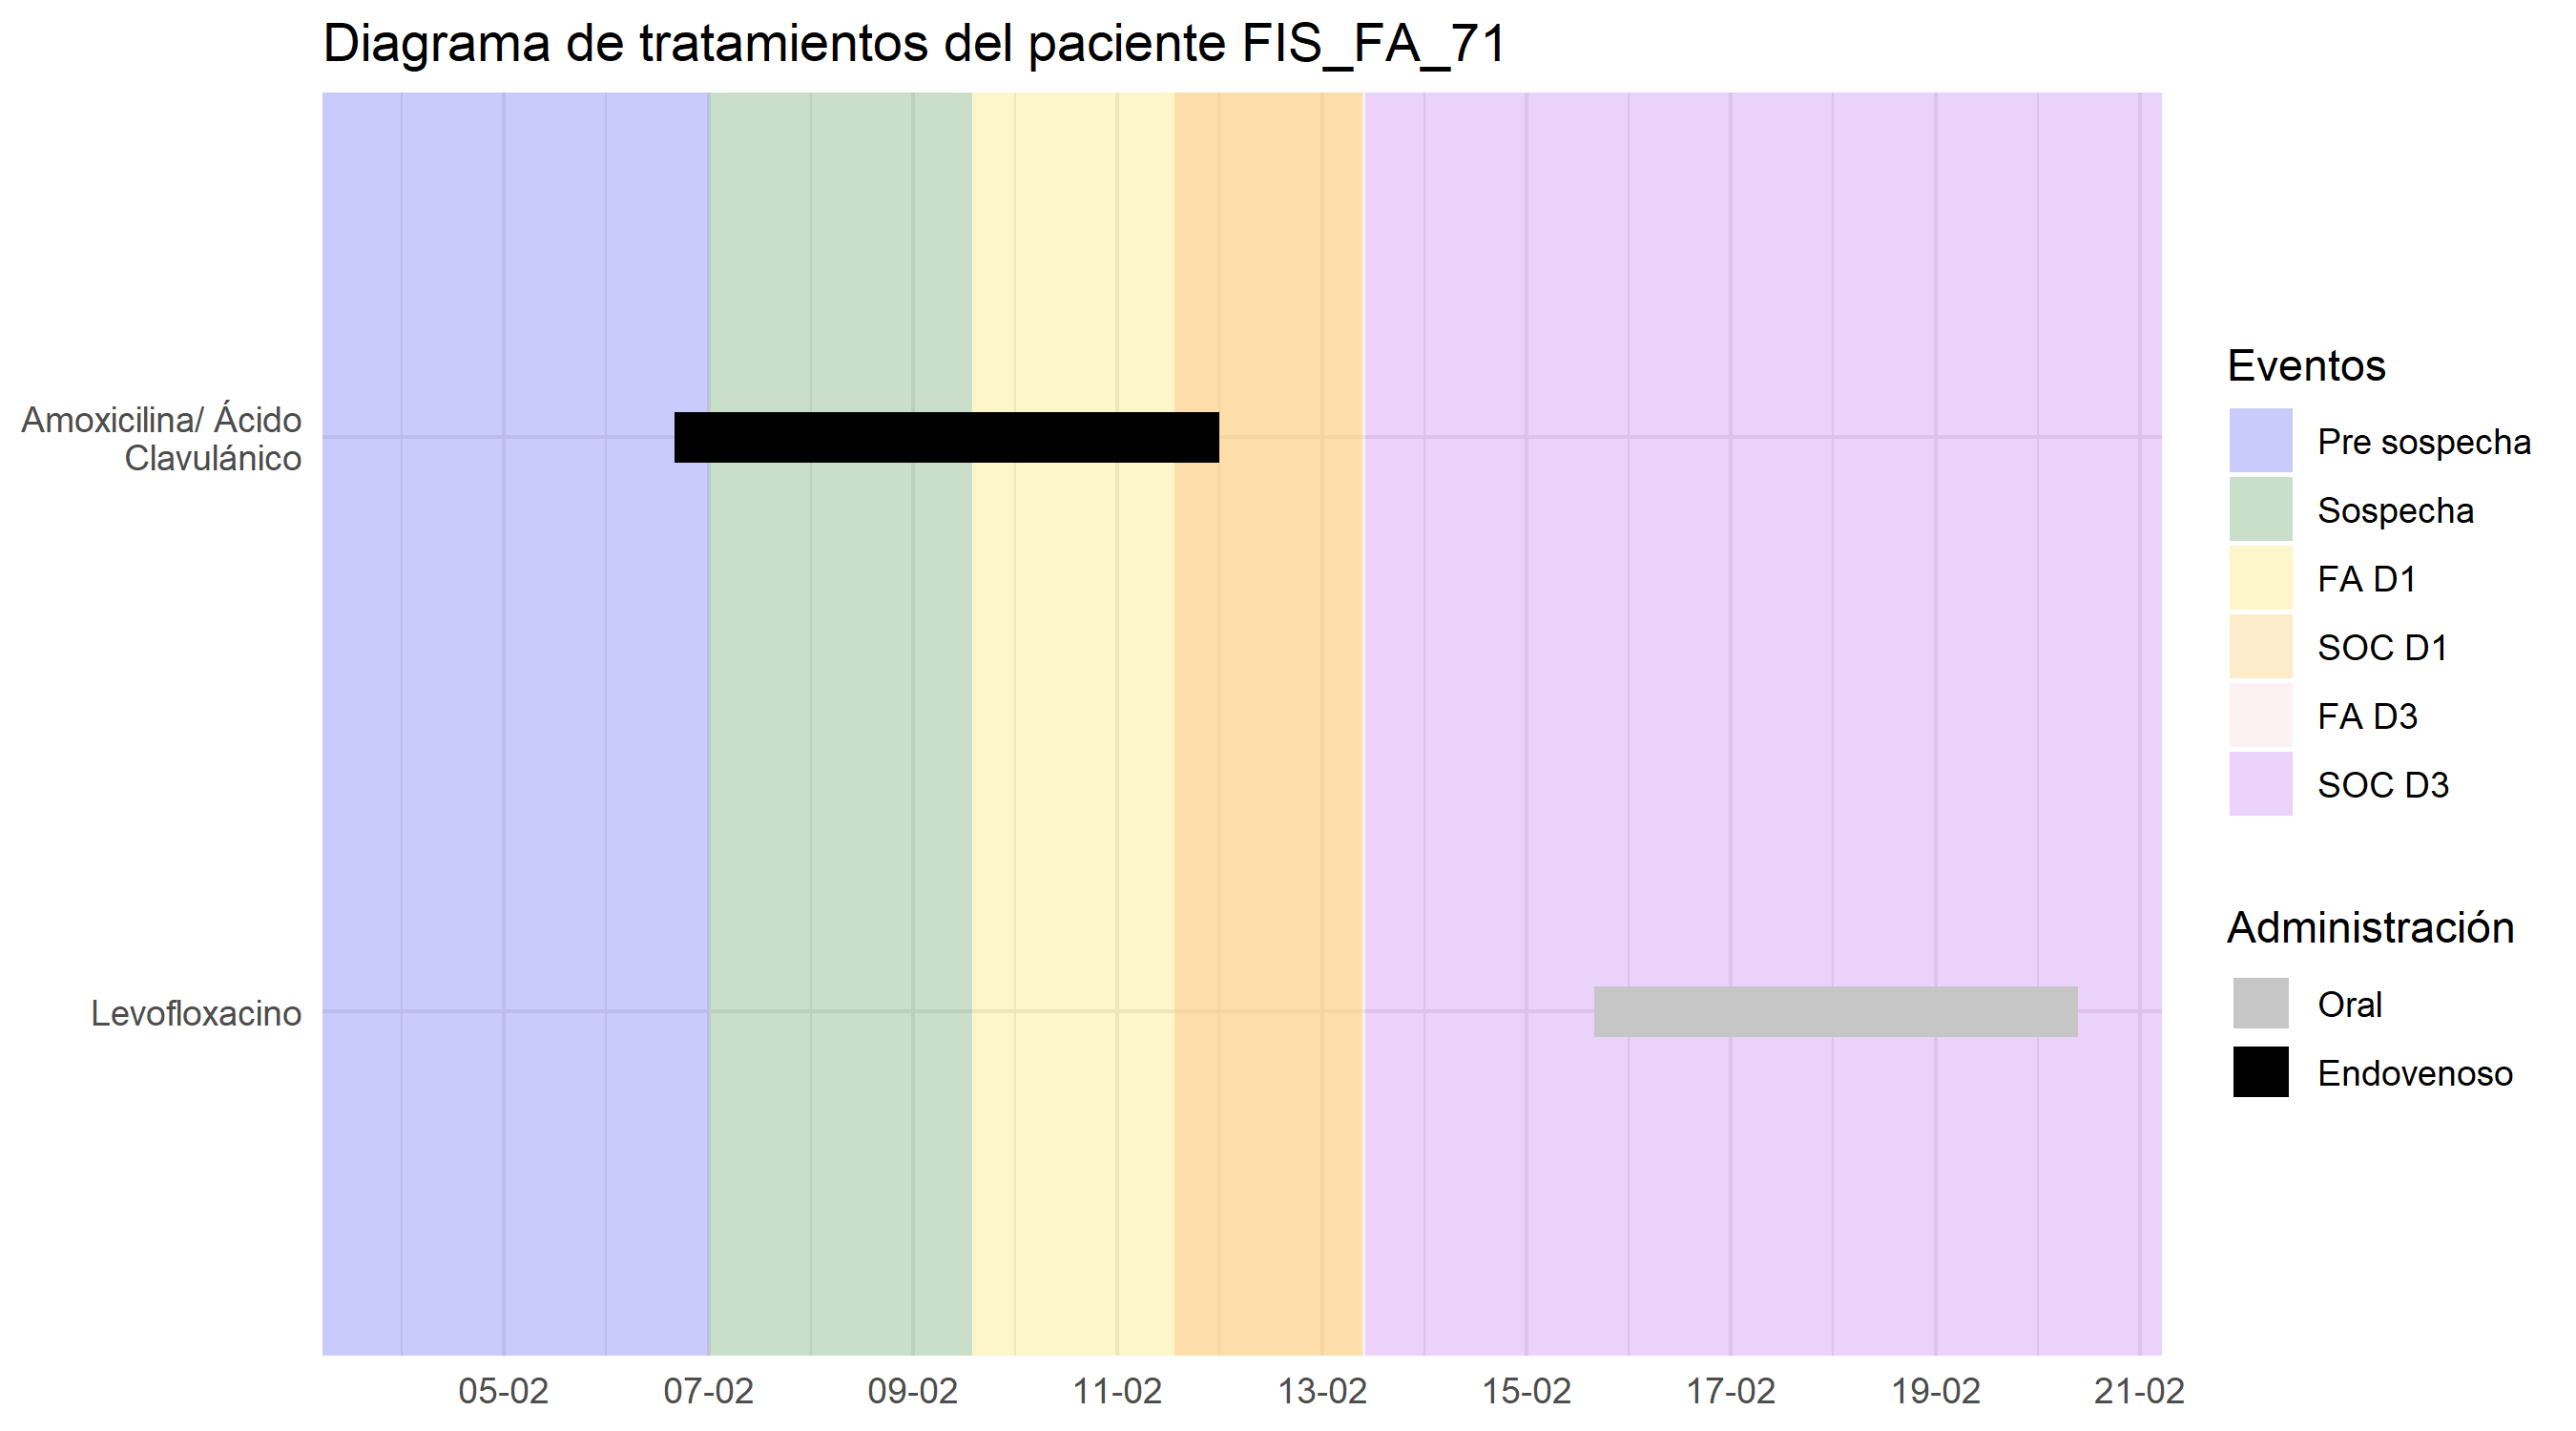 Diagrama de tratamientos del paciente FIS_FA_71
Amoxicilina/ Ácido
Clavulánico
Levofloxacino
05-02
07-02
09-02
11-02
13-02
15-02
17-02
19-02
21-02
Eventos
Pre sospecha
Sospecha
FA D1
SOC D1
FA D3
SOC D3
Administración
Oral
Endovenoso